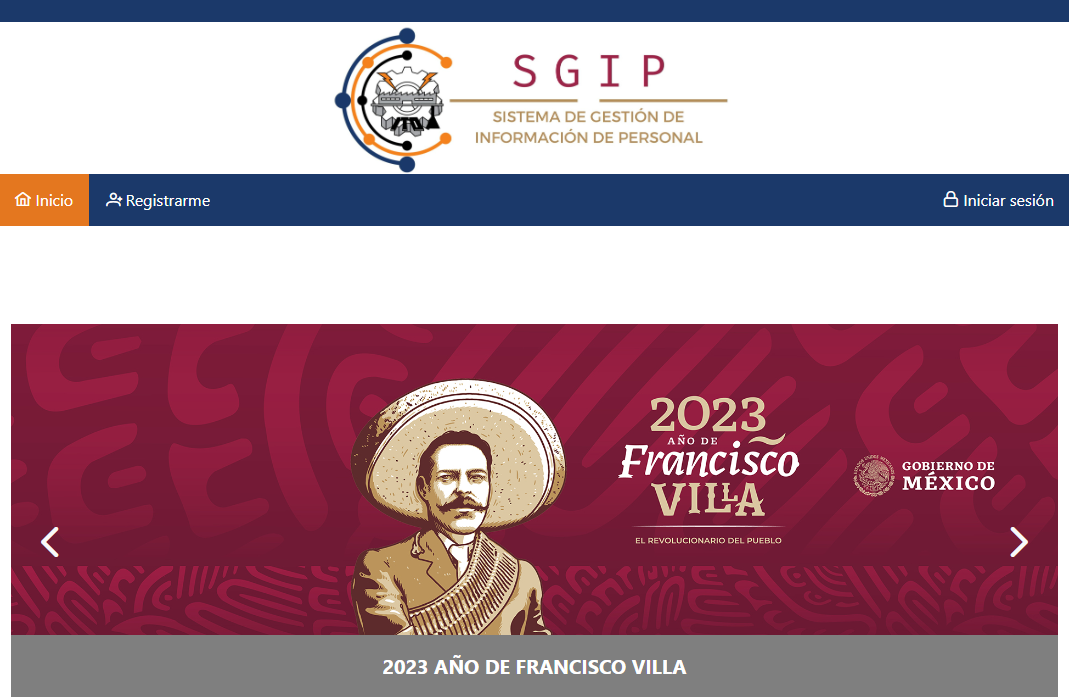 S G I P
SISTEMA DE GESTIÓN DE
INFORMACIÓN DE PERSONAL
Inicio
Registrarme
Iniciar sesión
2023
AÑO DE
Francisco
VILLA
EL REVOLUCIONARIO DEL PUEBLO
GOBIERNO DE
MÉXICO
2023 AÑO DE FRANCISCO VILLA